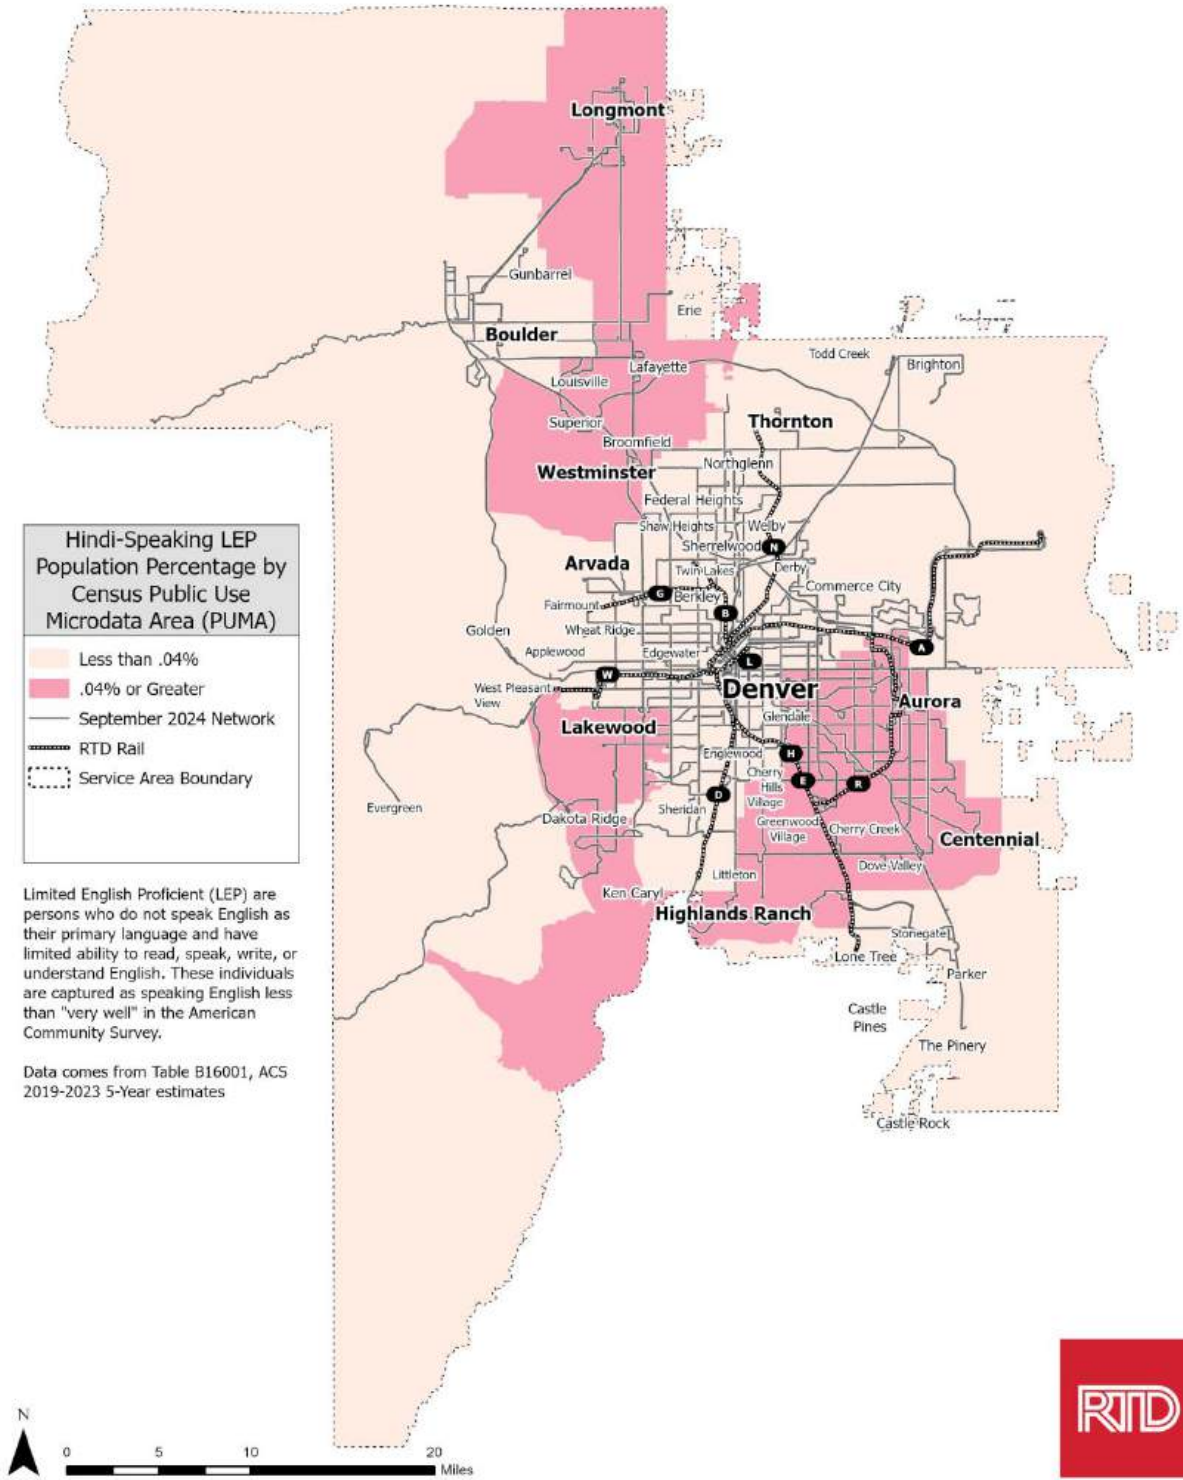 Longmont
Gunbarrel
Erie
Boulder
Todd Creek
Brighton
Lafayette
Louisville
Superior
Thornton
Broomfield
Northglenn
Westminster
Federal Heights
Shaw Heights
Welby
Sherrelwood
N
Arvada
Twin Lakes
Derby
Commerce City
G
Berkley
Fairmount
B
Golden
Wheat Ridge
Applewood
Edgewater
A
L
W
West Pleasant
View
Denver
Aurora
Lakewood
Glendale
Englewood
H
Cherry
Hills
Village
E
R
D
Evergreen
Sheridan
Dakota Ridge
Greenwood
Village
Cherry Creek
Centennial
Dove Valley
Littleton
Ken Caryl
Highlands Ranch
Stonegate
Lone Tree
Parker
Castle
Pines
The Pinery
Castle Rock
Hindi-Speaking LEP
Population Percentage by
Census Public Use
Microdata Area (PUMA)
Less than .04%
.04% or Greater
September 2024 Network
RTD Rail
Service Area Boundary
Limited English Proficient (LEP) are
persons who do not speak English as
their primary language and have
limited ability to read, speak, write, or
understand English. These individuals
are captured as speaking English less
than "very well" in the American
Community Survey.
Data comes from Table B16001, ACS
2019-2023 5-Year estimates
N
0 5 10 20
Miles
RTD